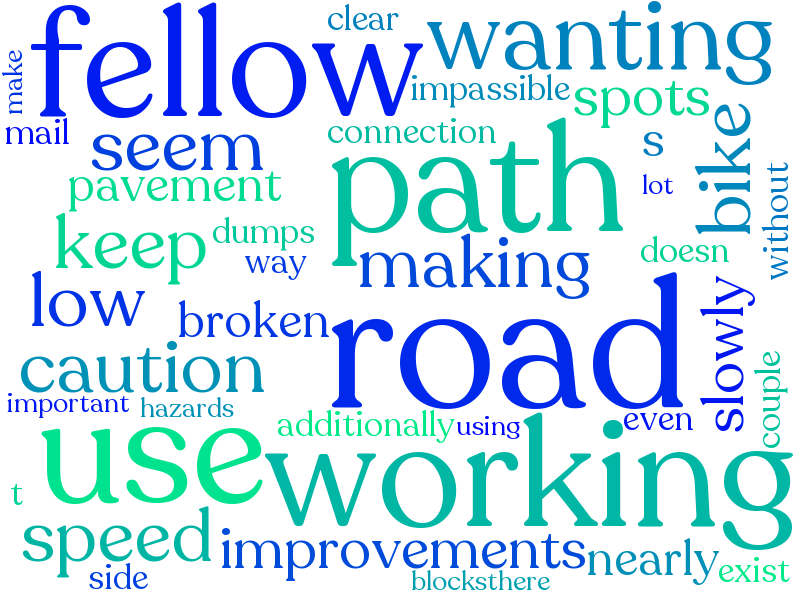 clear
wanting
fellow
make
impassible
spots
mail
seem
connection
s
bike
path
pavement
lot
without
keep
dumps
way
making
doesn
low
broken
road
slowly
caution
couple
important
hazards
additionally
using
even
use
working
t
speed
improvements
nearly
exist
side
blocksthere